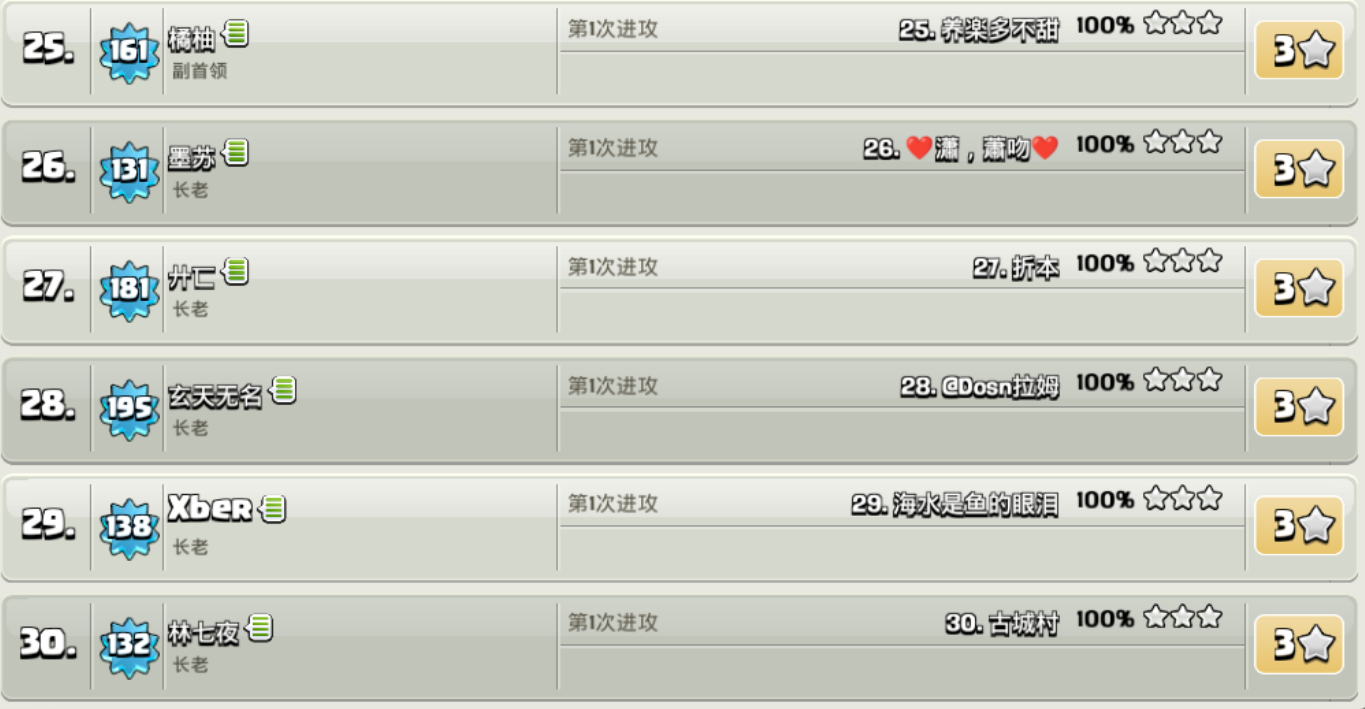 25.
161
橘柚
副首领
第1次进攻
25. 养楽多不甜 100%
3
26.
131
墨苏
长老
第1次进攻
26. ❤️潇，蕭吻❤️ 100%
3
27.
181
廾匸
长老
第1次进攻
27. 折本 100%
3
28.
195
玄天无名
长老
第1次进攻
28. @Dosn拉姆 100%
3
29.
138
Xber
长老
第1次进攻
29. 海水是鱼的眼泪 100%
3
30.
132
林七夜
长老
第1次进攻
30. 古城村 100%
3